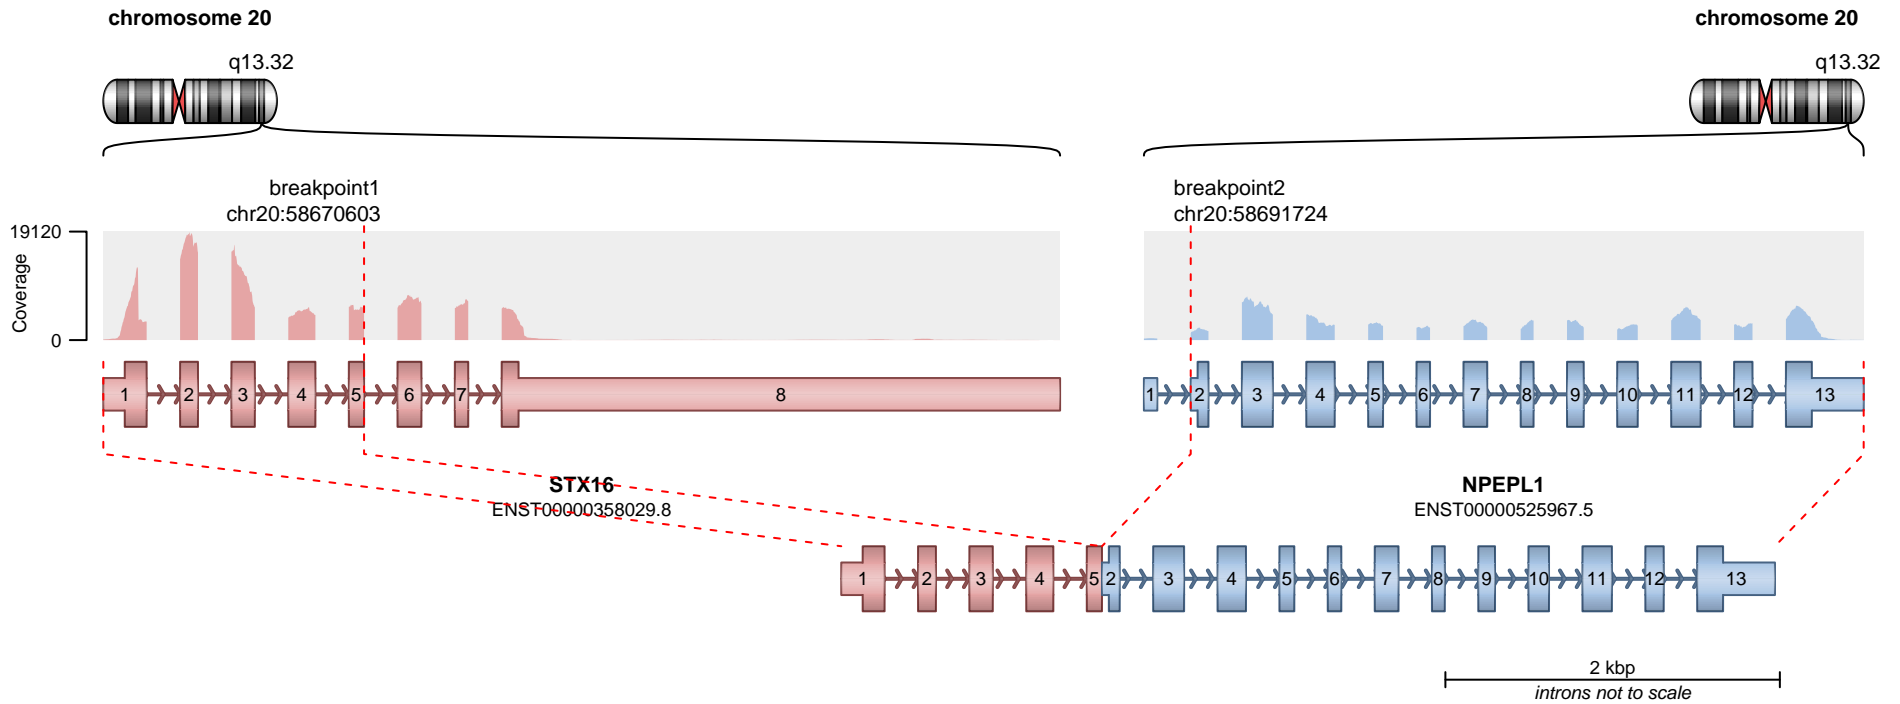 chromosome 20
chromosome 20
q13.32
q13.32
breakpoint1
chr20:58670603
breakpoint2
chr20:58691724
19120
Coverage
0
1 2 3 4 5 6 7 8
1 2 3 4 5 6 7 8 9 10 11 12 13
STX16
ENST00000358029.8
NPEPL1
ENST00000525967.5
1 2 3 4 5 2 3 4 5 6 7 8 9 10 11 12 13
2 kbp
introns not to scale